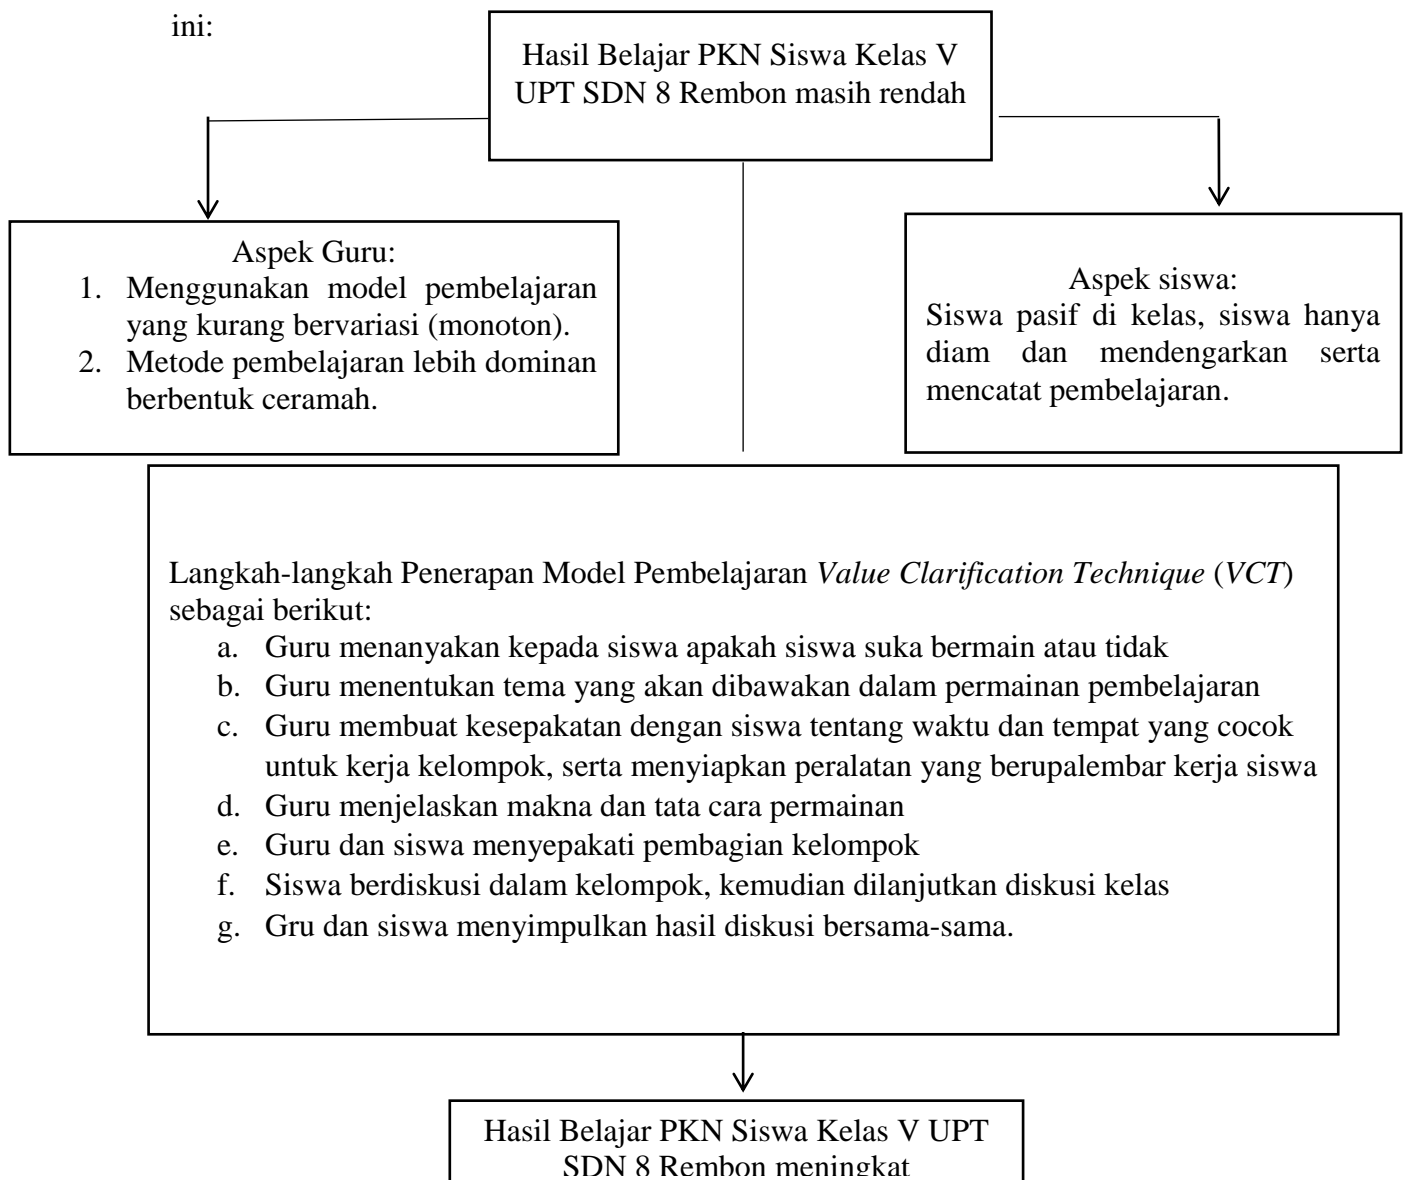 ini:
Hasil Belajar PKN Siswa Kelas V
UPT SDN 8 Rembon masih rendah
Aspek Guru:
1. Menggunakan model pembelajaran
yang kurang bervariasi (monoton).
2. Metode pembelajaran lebih dominan
berbentuk ceramah.
Aspek siswa:
Siswa pasif di kelas, siswa hanya
diam dan mendengarkan serta
mencatat pembelajaran.
Langkah-langkah Penerapan Model Pembelajaran Value Clarification Technique (VCT)
sebagai berikut:
a. Guru menanyakan kepada siswa apakah siswa suka bermain atau tidak
b. Guru menentukan tema yang akan dibawakan dalam permainan pembelajaran
c. Guru membuat kesepakatan dengan siswa tentang waktu dan tempat yang cocok
untuk kerja kelompok, serta menyiapkan peralatan yang berupalembar kerja siswa
d. Guru menjelaskan makna dan tata cara permainan
e. Guru dan siswa menyepakati pembagian kelompok
f. Siswa berdiskusi dalam kelompok, kemudian dilanjutkan diskusi kelas
g. Gru dan siswa menyimpulkan hasil diskusi bersama-sama.
Hasil Belajar PKN Siswa Kelas V UPT
SDN 8 Rembon meningkat